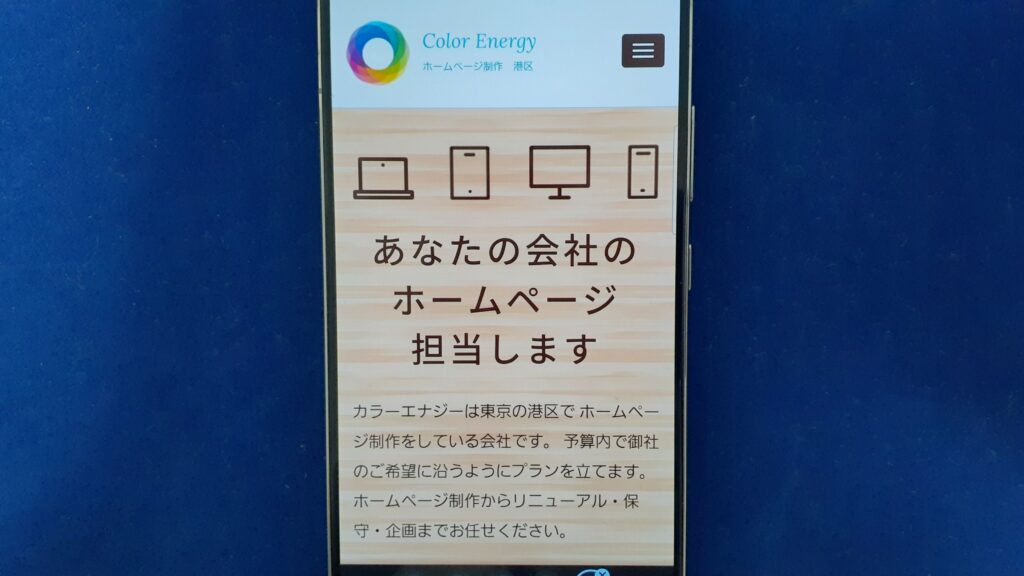 Color Energy
ホームページ制作　港区
あなたの会社の
ホームページ
担当します
カラーエナジーは東京の港区で ホームペー
ジ制作をしている会社です。 予算内で御社
のご希望に沿うようにプランを立てます。
ホームページ制作からリニューアル・保
守・企画までお任せください。